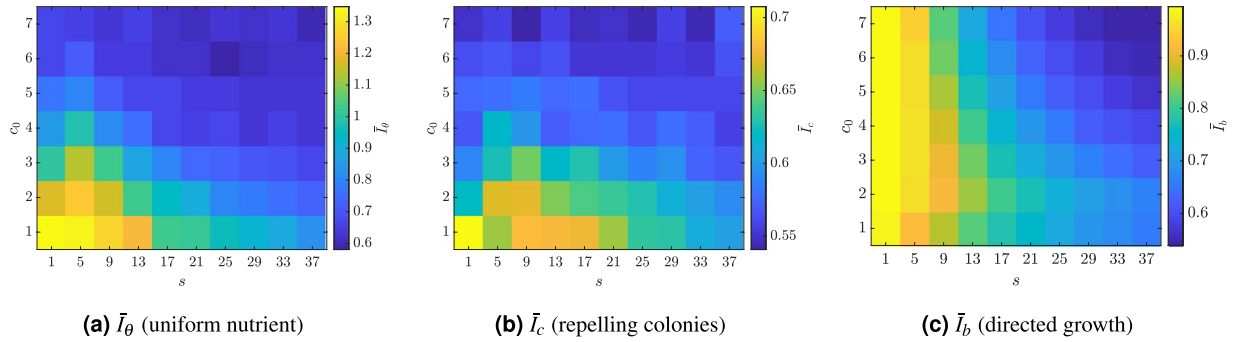 7
6
5
4
3
2
1
c0
1 5 9 13 17 21 25 29 33 37
s
1.3
1.2
1.1
1
0.9
0.8
0.7
0.6
Īθ
7
6
5
4
3
2
1
c0
1 5 9 13 17 21 25 29 33 37
s
0.7
0.65
0.6
0.55
Īc
7
6
5
4
3
2
1
c0
1 5 9 13 17 21 25 29 33 37
s
0.9
0.8
0.7
0.6
Īb
(a) Īθ (uniform nutrient)
(b) Īc (repelling colonies)
(c) Īb (directed growth)